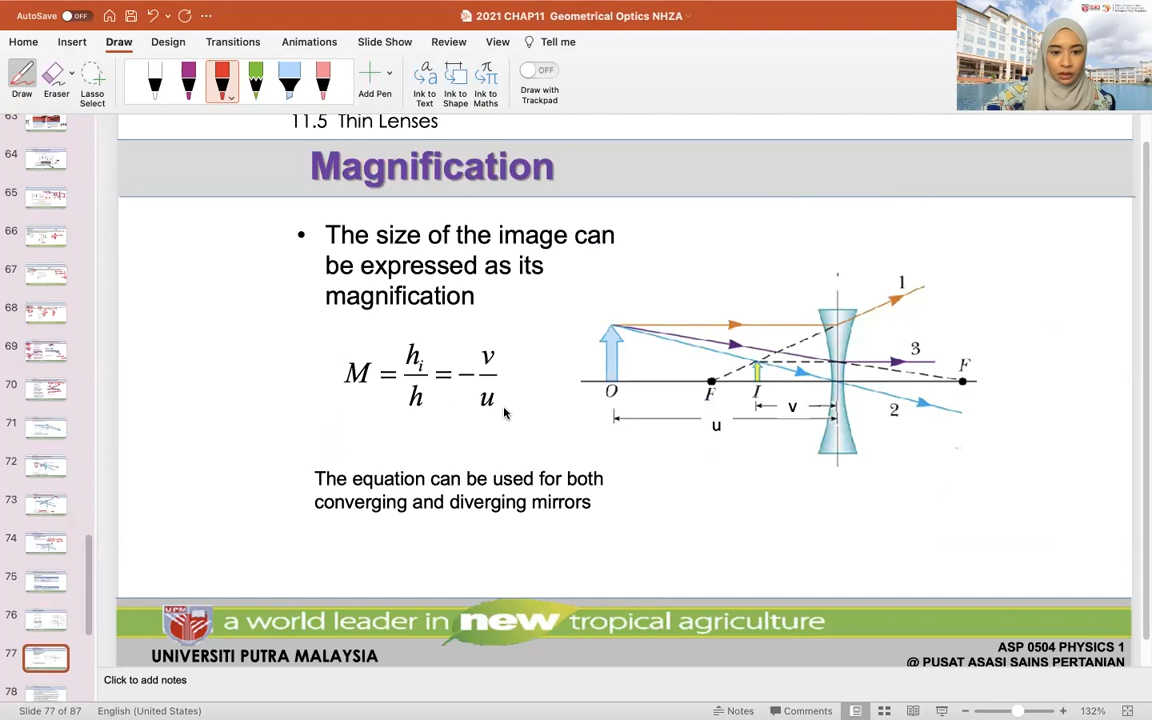 AutoSave OFF
2021 CHAP11 Geometrical Optics NHZA
Home Insert Draw Design Transitions Animations Slide Show Review View Tell me
Draw Eraser Lasso Select Add Pen Ink to Text Ink to Shape Ink to Maths OFF Draw with Trackpad
63
64
65
66
67
68
69
70
71
72
73
74
75
76
77
78
11.5 Thin Lenses
Magnification
• The size of the image can
be expressed as its
magnification
M = h_i / h = − v / u
The equation can be used for both
converging and diverging mirrors
1
3
F
O F I
v
2
u
UPM
a world leader in new tropical agriculture
UNIVERSITI PUTRA MALAYSIA
ASP 0504 PHYSICS 1
@ PUSAT ASASI SAINS PERTANIAN
Click to add notes
Slide 77 of 87 English (United States) Notes Comments 132%